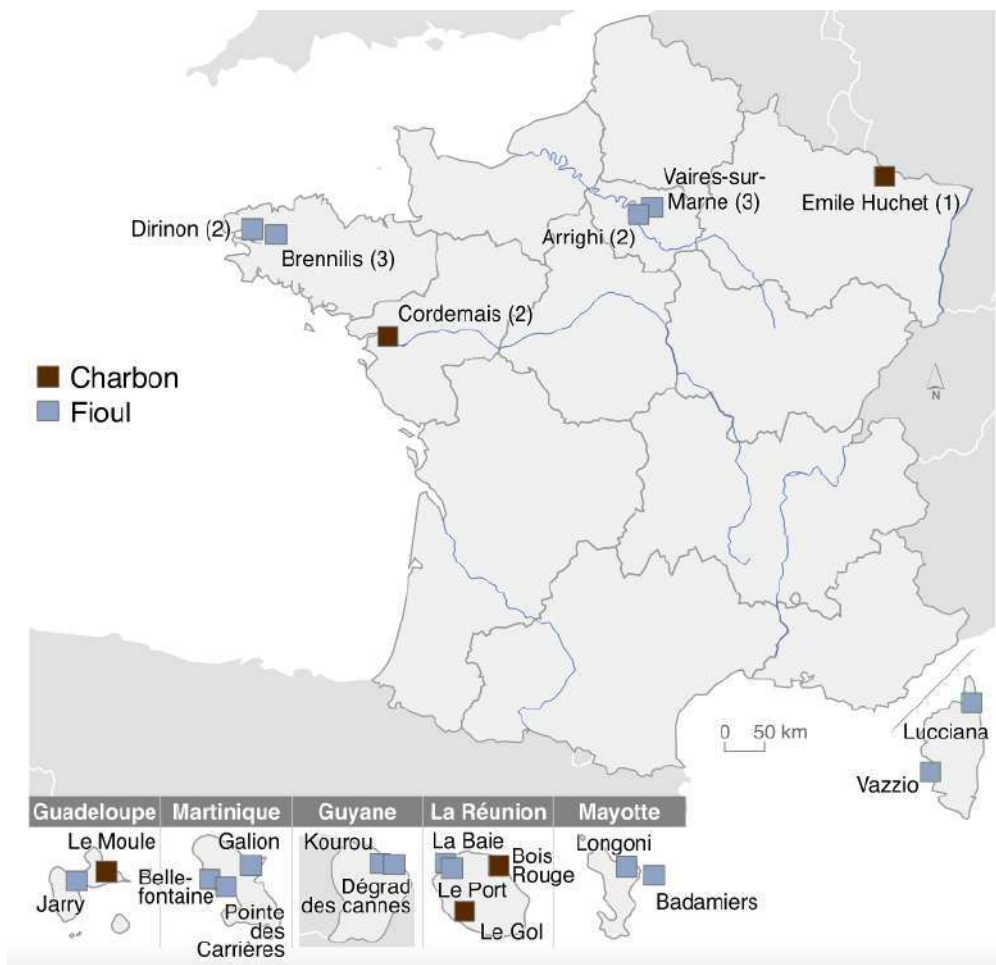 Vaires-sur-
Marne (3)
Emile Huchet (1)
Dirinon (2)
Arrighi (2)
Brennilis (3)
Cordemais (2)
Charbon
Fioul
N
0 50 km
Lucciana
Vazzio
Guadeloupe
Martinique
Guyane
La Réunion
Mayotte
Le Moule
Jarry
Galion
Belle-
fontaine
Pointe
des
Carrières
Kourou
Dégrad
des cannes
La Baie
Bois
Rouge
Le Port
Le Gol
Longoni
Badamiers